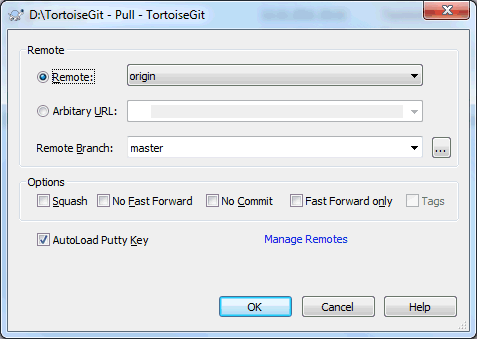 D:\TortoiseGit - Pull - TortoiseGit
Remote
Remote: origin
Arbitary URL:
Remote Branch: master ...
Options
Squash No Fast Forward No Commit Fast Forward only Tags
AutoLoad Putty Key Manage Remotes
OK Cancel Help